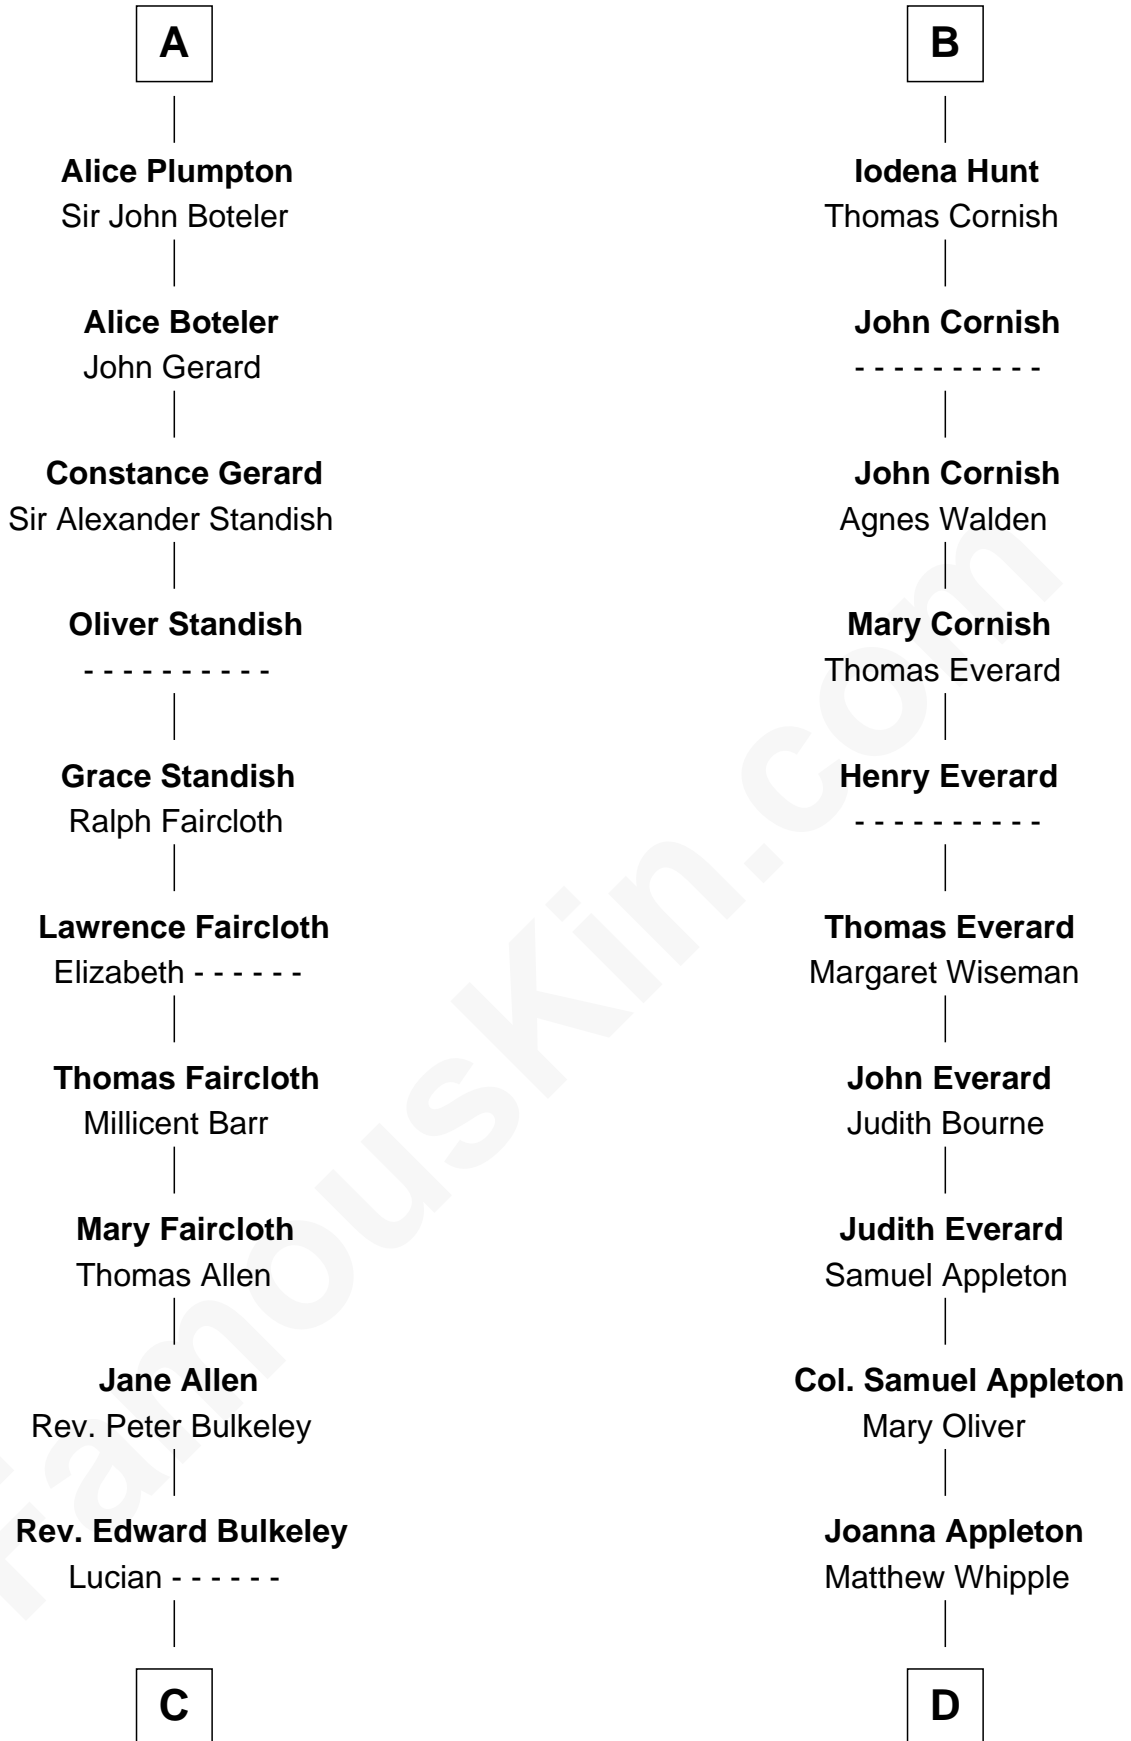 A
Alice Plumpton
Sir John Boteler
Alice Boteler
John Gerard
Constance Gerard
Sir Alexander Standish
Oliver Standish
- - - - - - - - - -
Grace Standish
Ralph Faircloth
Lawrence Faircloth
Elizabeth - - - - - -
Thomas Faircloth
Millicent Barr
Mary Faircloth
Thomas Allen
Jane Allen
Rev. Peter Bulkeley
Rev. Edward Bulkeley
Lucian - - - - - -
C
B
Iodena Hunt
Thomas Cornish
John Cornish
- - - - - - - - - -
John Cornish
Agnes Walden
Mary Cornish
Thomas Everard
Henry Everard
- - - - - - - - - -
Thomas Everard
Margaret Wiseman
John Everard
Judith Bourne
Judith Everard
Samuel Appleton
Col. Samuel Appleton
Mary Oliver
Joanna Appleton
Matthew Whipple
D
FamousKin.com